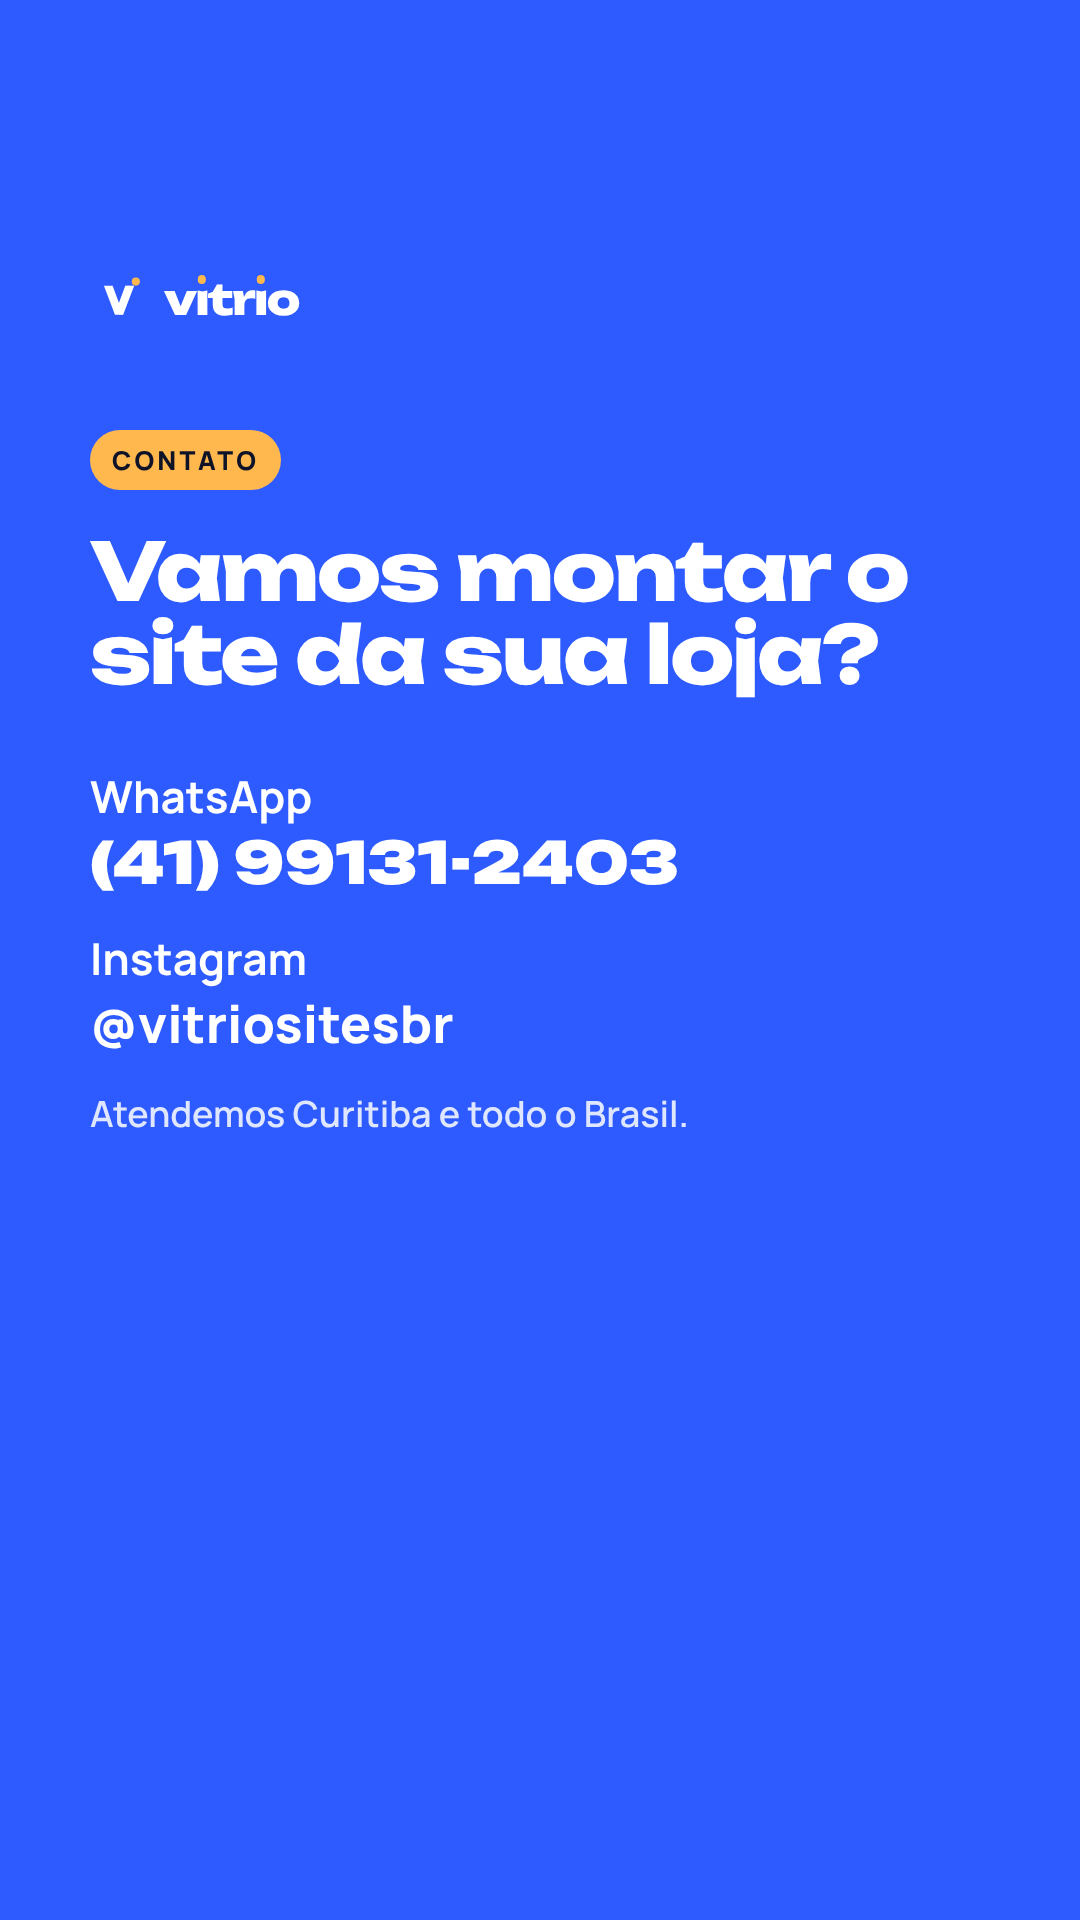 v vitrio
CONTATO
Vamos montar o
site da sua loja?
WhatsApp
(41) 99131-2403
Instagram
@vitriositesbr
Atendemos Curitiba e todo o Brasil.